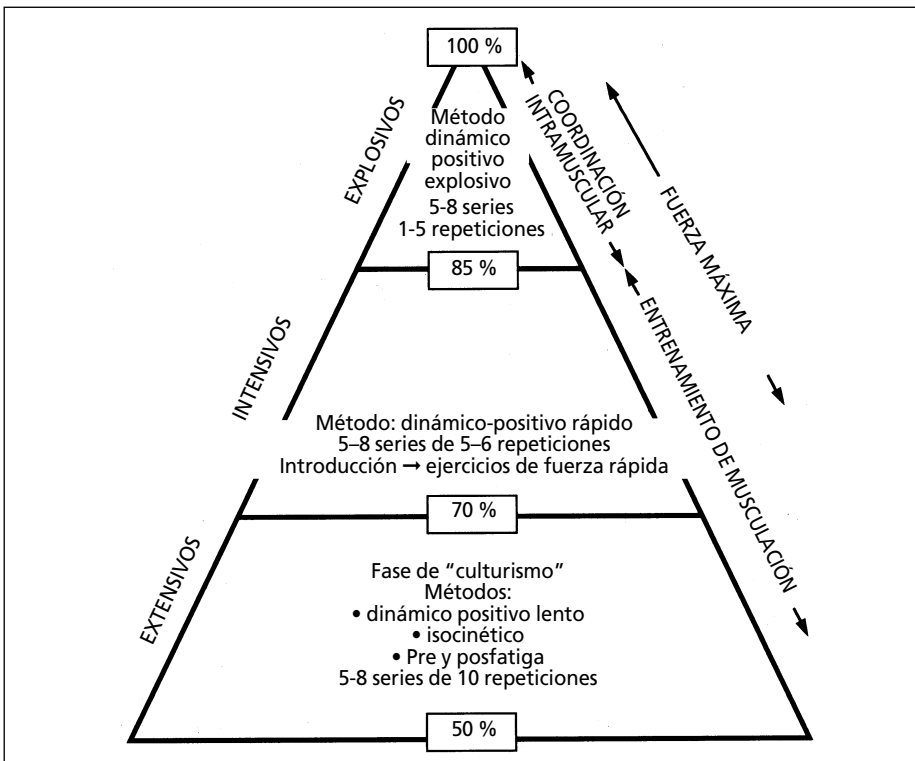 100 %
EXPLOSIVOS
Método
dinámico
positivo
explosivo
5-8 series
1-5 repeticiones
COORDINACIÓN
INTRAMUSCULAR
FUERZA MÁXIMA
85 %
INTENSIVOS
Método: dinámico-positivo rápido
5–8 series de 5–6 repeticiones
Introducción → ejercicios de fuerza rápida
ENTRENAMIENTO DE MUSCULACIÓN
70 %
EXTENSIVOS
Fase de “culturismo”
Métodos:
• dinámico positivo lento
• isocinético
• Pre y posfatiga
5-8 series de 10 repeticiones
50 %